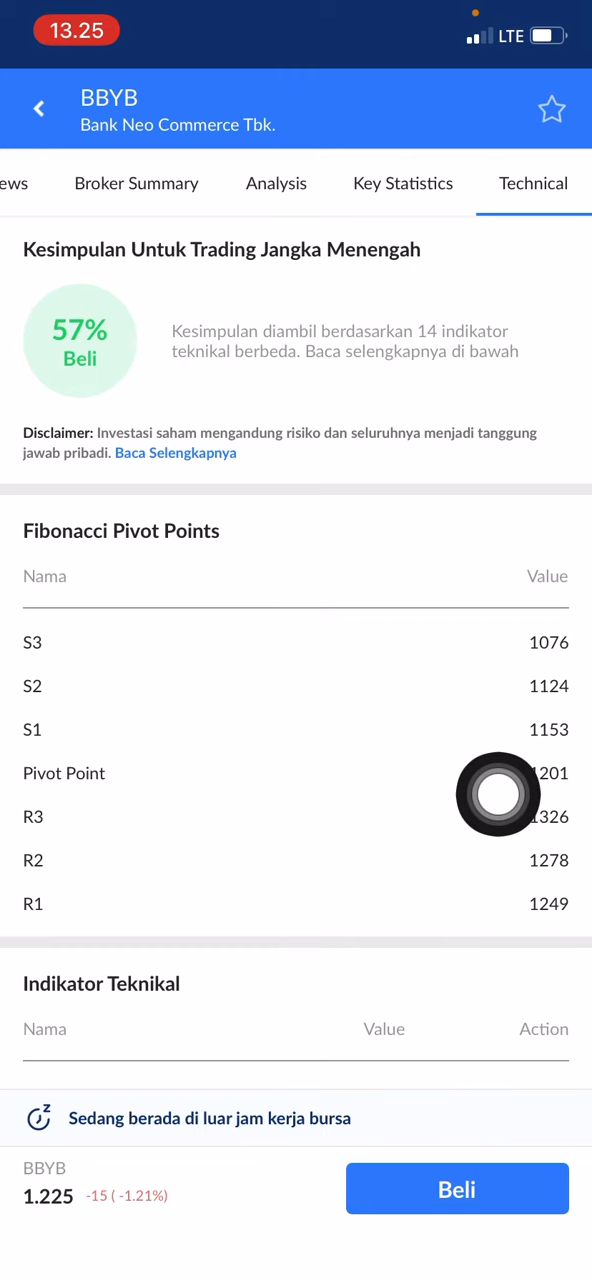 13.25
LTE
BBYB
Bank Neo Commerce Tbk.
ews Broker Summary Analysis Key Statistics Technical
Kesimpulan Untuk Trading Jangka Menengah
57%
Beli
Kesimpulan diambil berdasarkan 14 indikator
teknikal berbeda. Baca selengkapnya di bawah
Disclaimer: Investasi saham mengandung risiko dan seluruhnya menjadi tanggung
jawab pribadi. Baca Selengkapnya
Fibonacci Pivot Points
Nama Value
S3 1076
S2 1124
S1 1153
Pivot Point 1201
R3 1326
R2 1278
R1 1249
Indikator Teknikal
Nama Value Action
Sedang berada di luar jam kerja bursa
BBYB
1.225 -15 ( -1.21%)
Beli